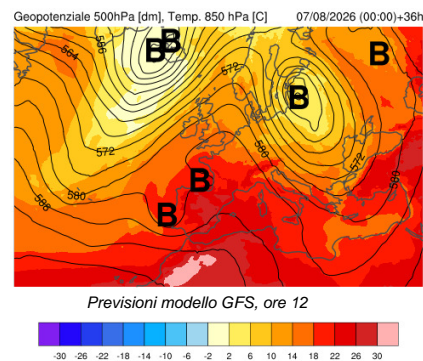 Geopotenziale 500hPa [dm], Temp. 850 hPa [C] 07/08/2026 (00:00)+36h
B B B
564 566 572
B
572 580 572
B
580 588 580
B
Previsioni modello GFS, ore 12
-30 -26 -22 -18 -14 -10 -6 -2 2 6 10 14 18 22 26 30